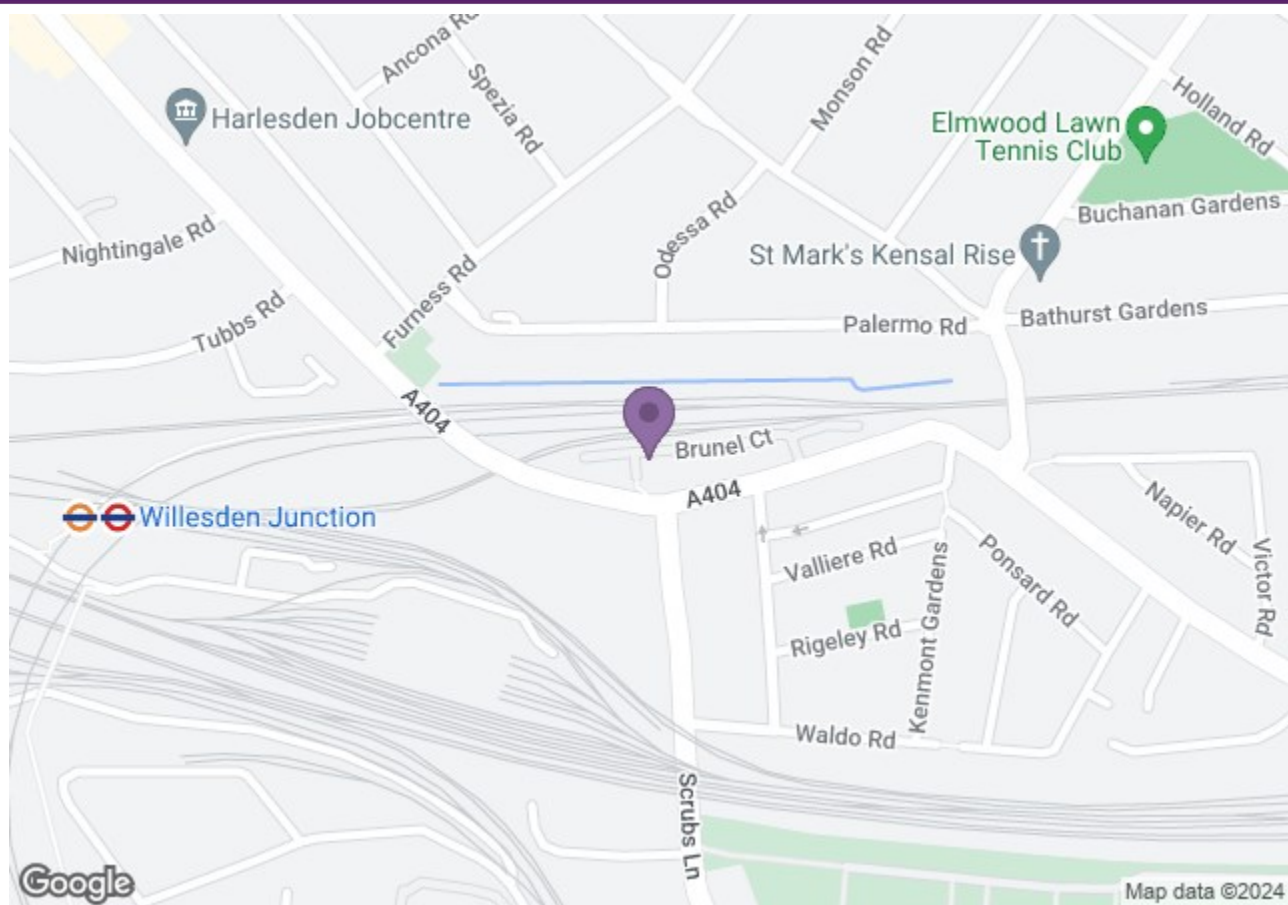 Ancona Rd
Spezia Rd
Monson Rd
Holland Rd
Harlesden Jobcentre
Elmwood Lawn
Tennis Club
Buchanan Gardens
Nightingale Rd
Odessa Rd
St Mark's Kensal Rise
Furness Rd
Tubbs Rd
Palermo Rd
Bathurst Gardens
A404
Brunel Ct
A404
Willesden Junction
Napier Rd
Victor Rd
Valliere Rd
Ponsard Rd
Kenmont Gardens
Rigeley Rd
Waldo Rd
Scrubs Ln
Google
Map data ©2024